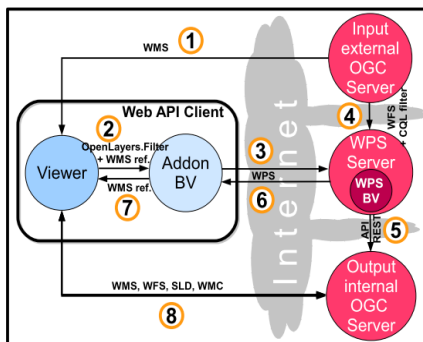 1
WMS
Input
external
OGC
Server
Web API Client
2
OpenLayers.Filter
+ WMS ref.
Viewer
Addon
BV
WMS ref.
7
3
WPS
6
Internet
4
WFS
+ CQL filter
WPS
Server
WPS
BV
API
REST
5
Output
internal
OGC
Server
WMS, WFS, SLD, WMC
8